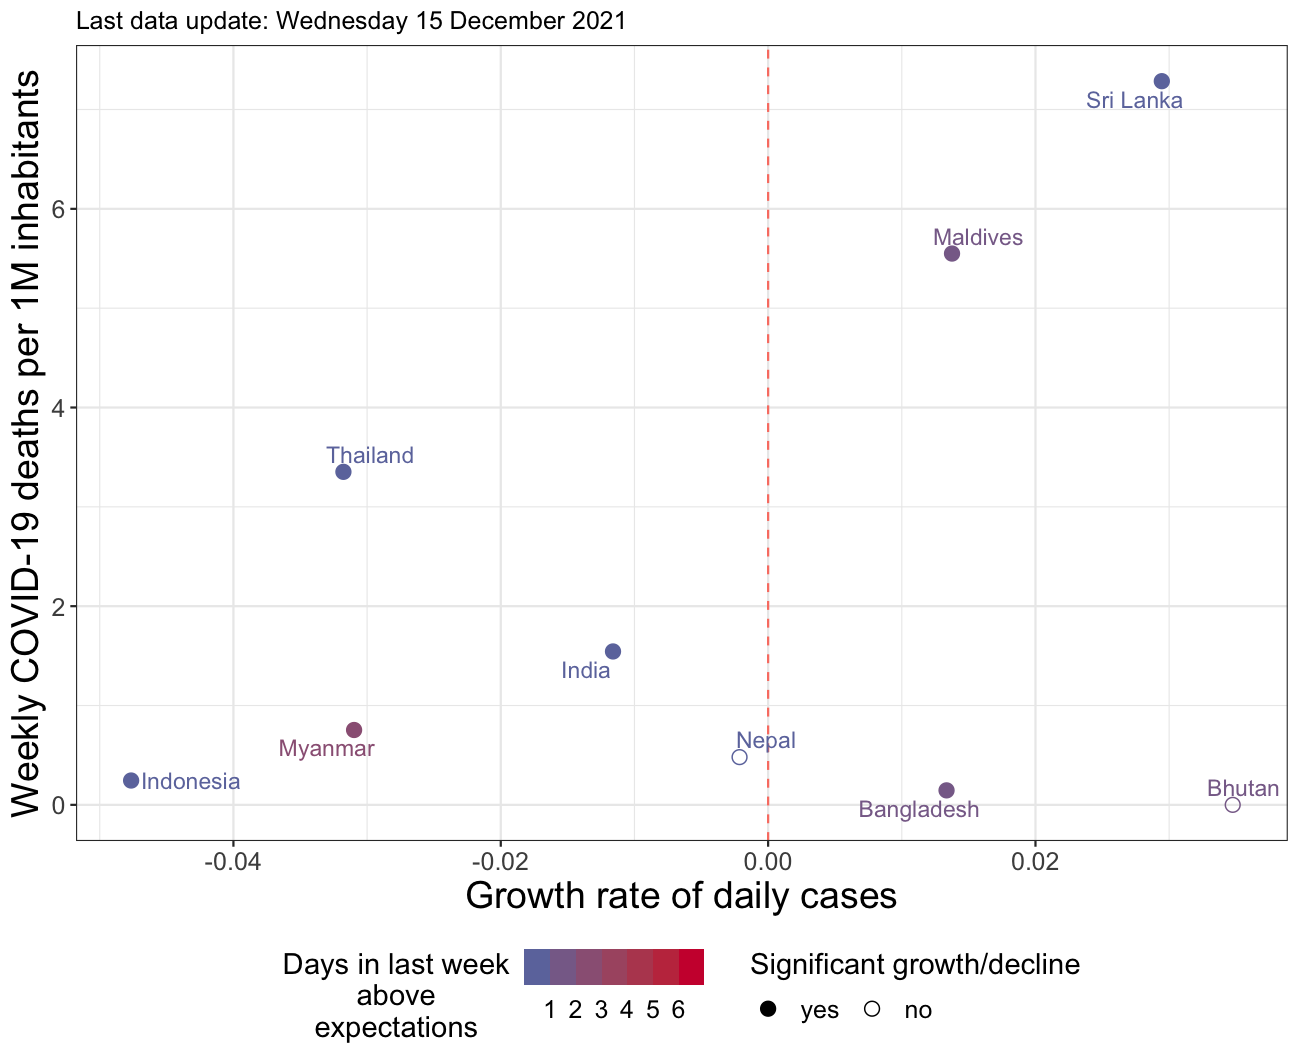 Last data update: Wednesday 15 December 2021
Weekly COVID-19 deaths per 1M inhabitants
6
4
2
0
Sri Lanka
Maldives
Thailand
India
Nepal
Myanmar
Indonesia
Bhutan
Bangladesh
-0.04 -0.02 0.00 0.02
Growth rate of daily cases
Days in last week
above
expectations
1 2 3 4 5 6
Significant growth/decline
yes no